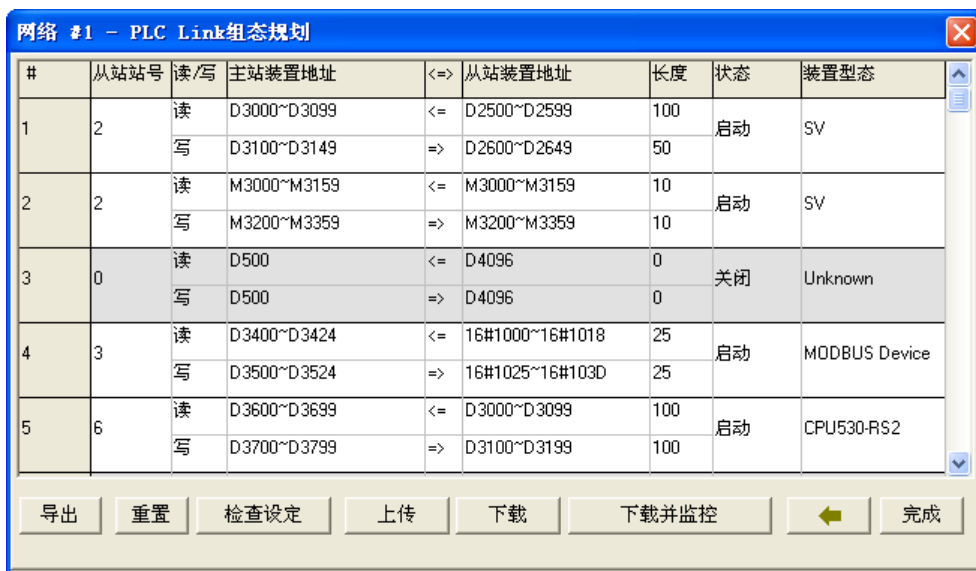 网络 #1 - PLC Link组态规划
# 从站站号 读/写 主站装置地址 <=> 从站装置地址 长度 状态 装置型态
1 2 读 D3000~D3099 <= D2500~D2599 100 启动 SV
写 D3100~D3149 => D2600~D2649 50
2 2 读 M3000~M3159 <= M3000~M3159 10 启动 SV
写 M3200~M3359 => M3200~M3359 10
3 0 读 D500 <= D4096 0 关闭 Unknown
写 D500 => D4096 0
4 3 读 D3400~D3424 <= 16#1000~16#1018 25 启动 MODBUS Device
写 D3500~D3524 => 16#1025~16#103D 25
5 6 读 D3600~D3699 <= D3000~D3099 100 启动 CPU530-RS2
写 D3700~D3799 => D3100~D3199 100
导出 重置 检查设定 上传 下载 下载并监控 完成